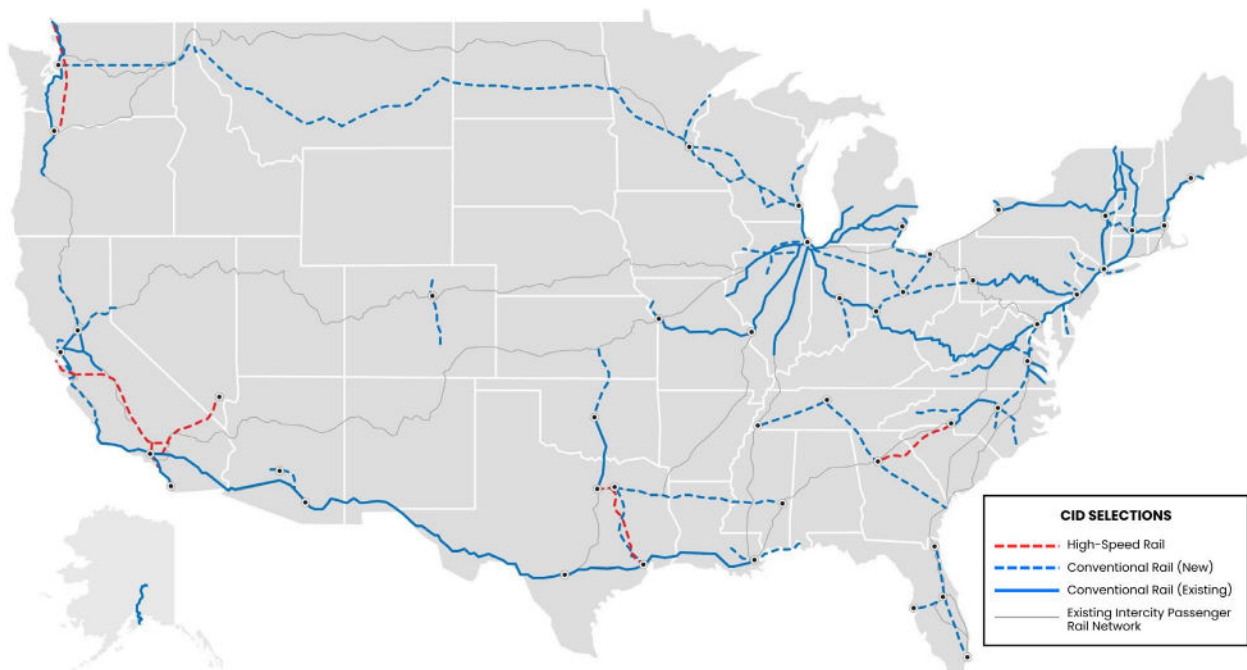 CID SELECTIONS
High-Speed Rail
Conventional Rail (New)
Conventional Rail (Existing)
Existing Intercity Passenger
Rail Network